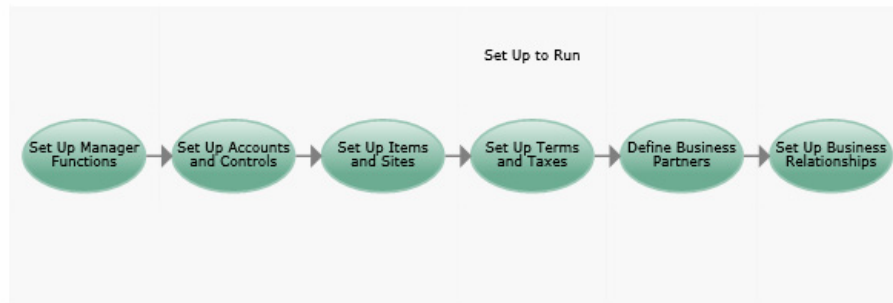 Set Up to Run
Set Up Manager
Functions
Set Up Accounts
and Controls
Set Up Items
and Sites
Set Up Terms
and Taxes
Define Business
Partners
Set Up Business
Relationships